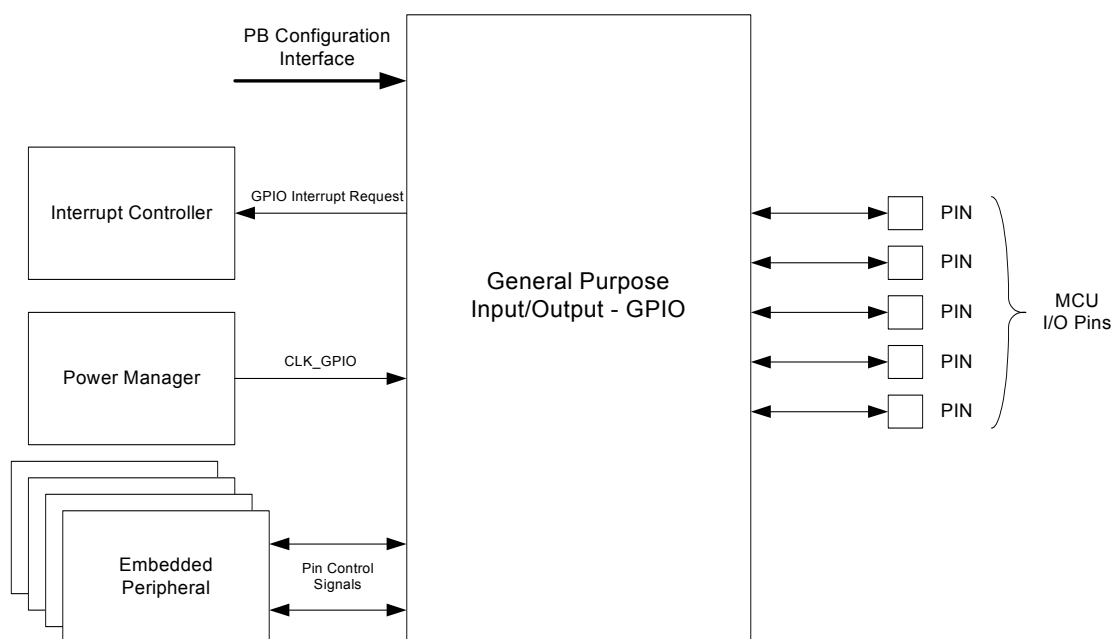 PB Configuration
Interface
Interrupt Controller
GPIO Interrupt Request
General Purpose
Input/Output - GPIO
Power Manager
CLK_GPIO
Embedded
Peripheral
Pin Control
Signals
PIN
PIN
PIN
PIN
PIN
MCU
I/O Pins